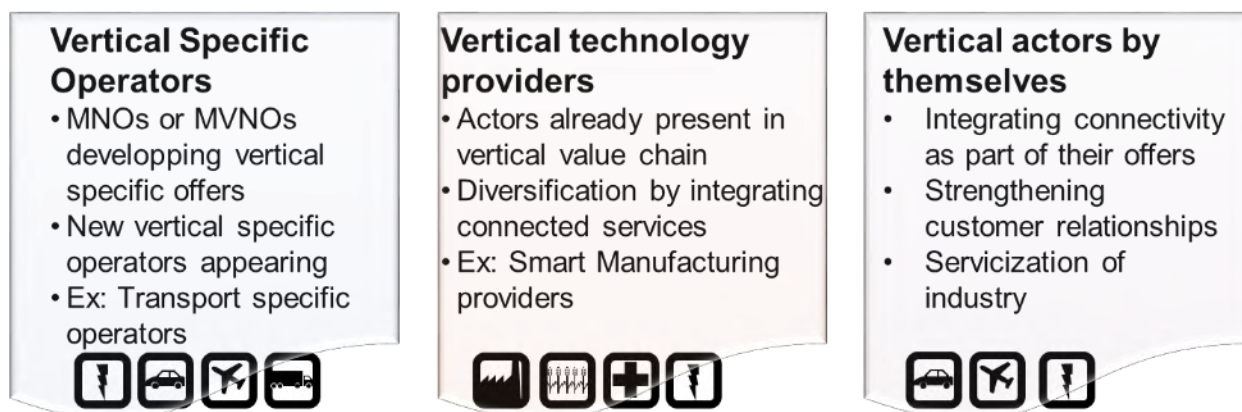 Vertical Specific
Operators
• MNOs or MVNOs
developping vertical
specific offers
• New vertical specific
operators appearing
• Ex: Transport specific
operators
Vertical technology
providers
• Actors already present in
vertical value chain
• Diversification by integrating
connected services
• Ex: Smart Manufacturing
providers
Vertical actors by
themselves
• Integrating connectivity
as part of their offers
• Strengthening
customer relationships
• Servicization of
industry